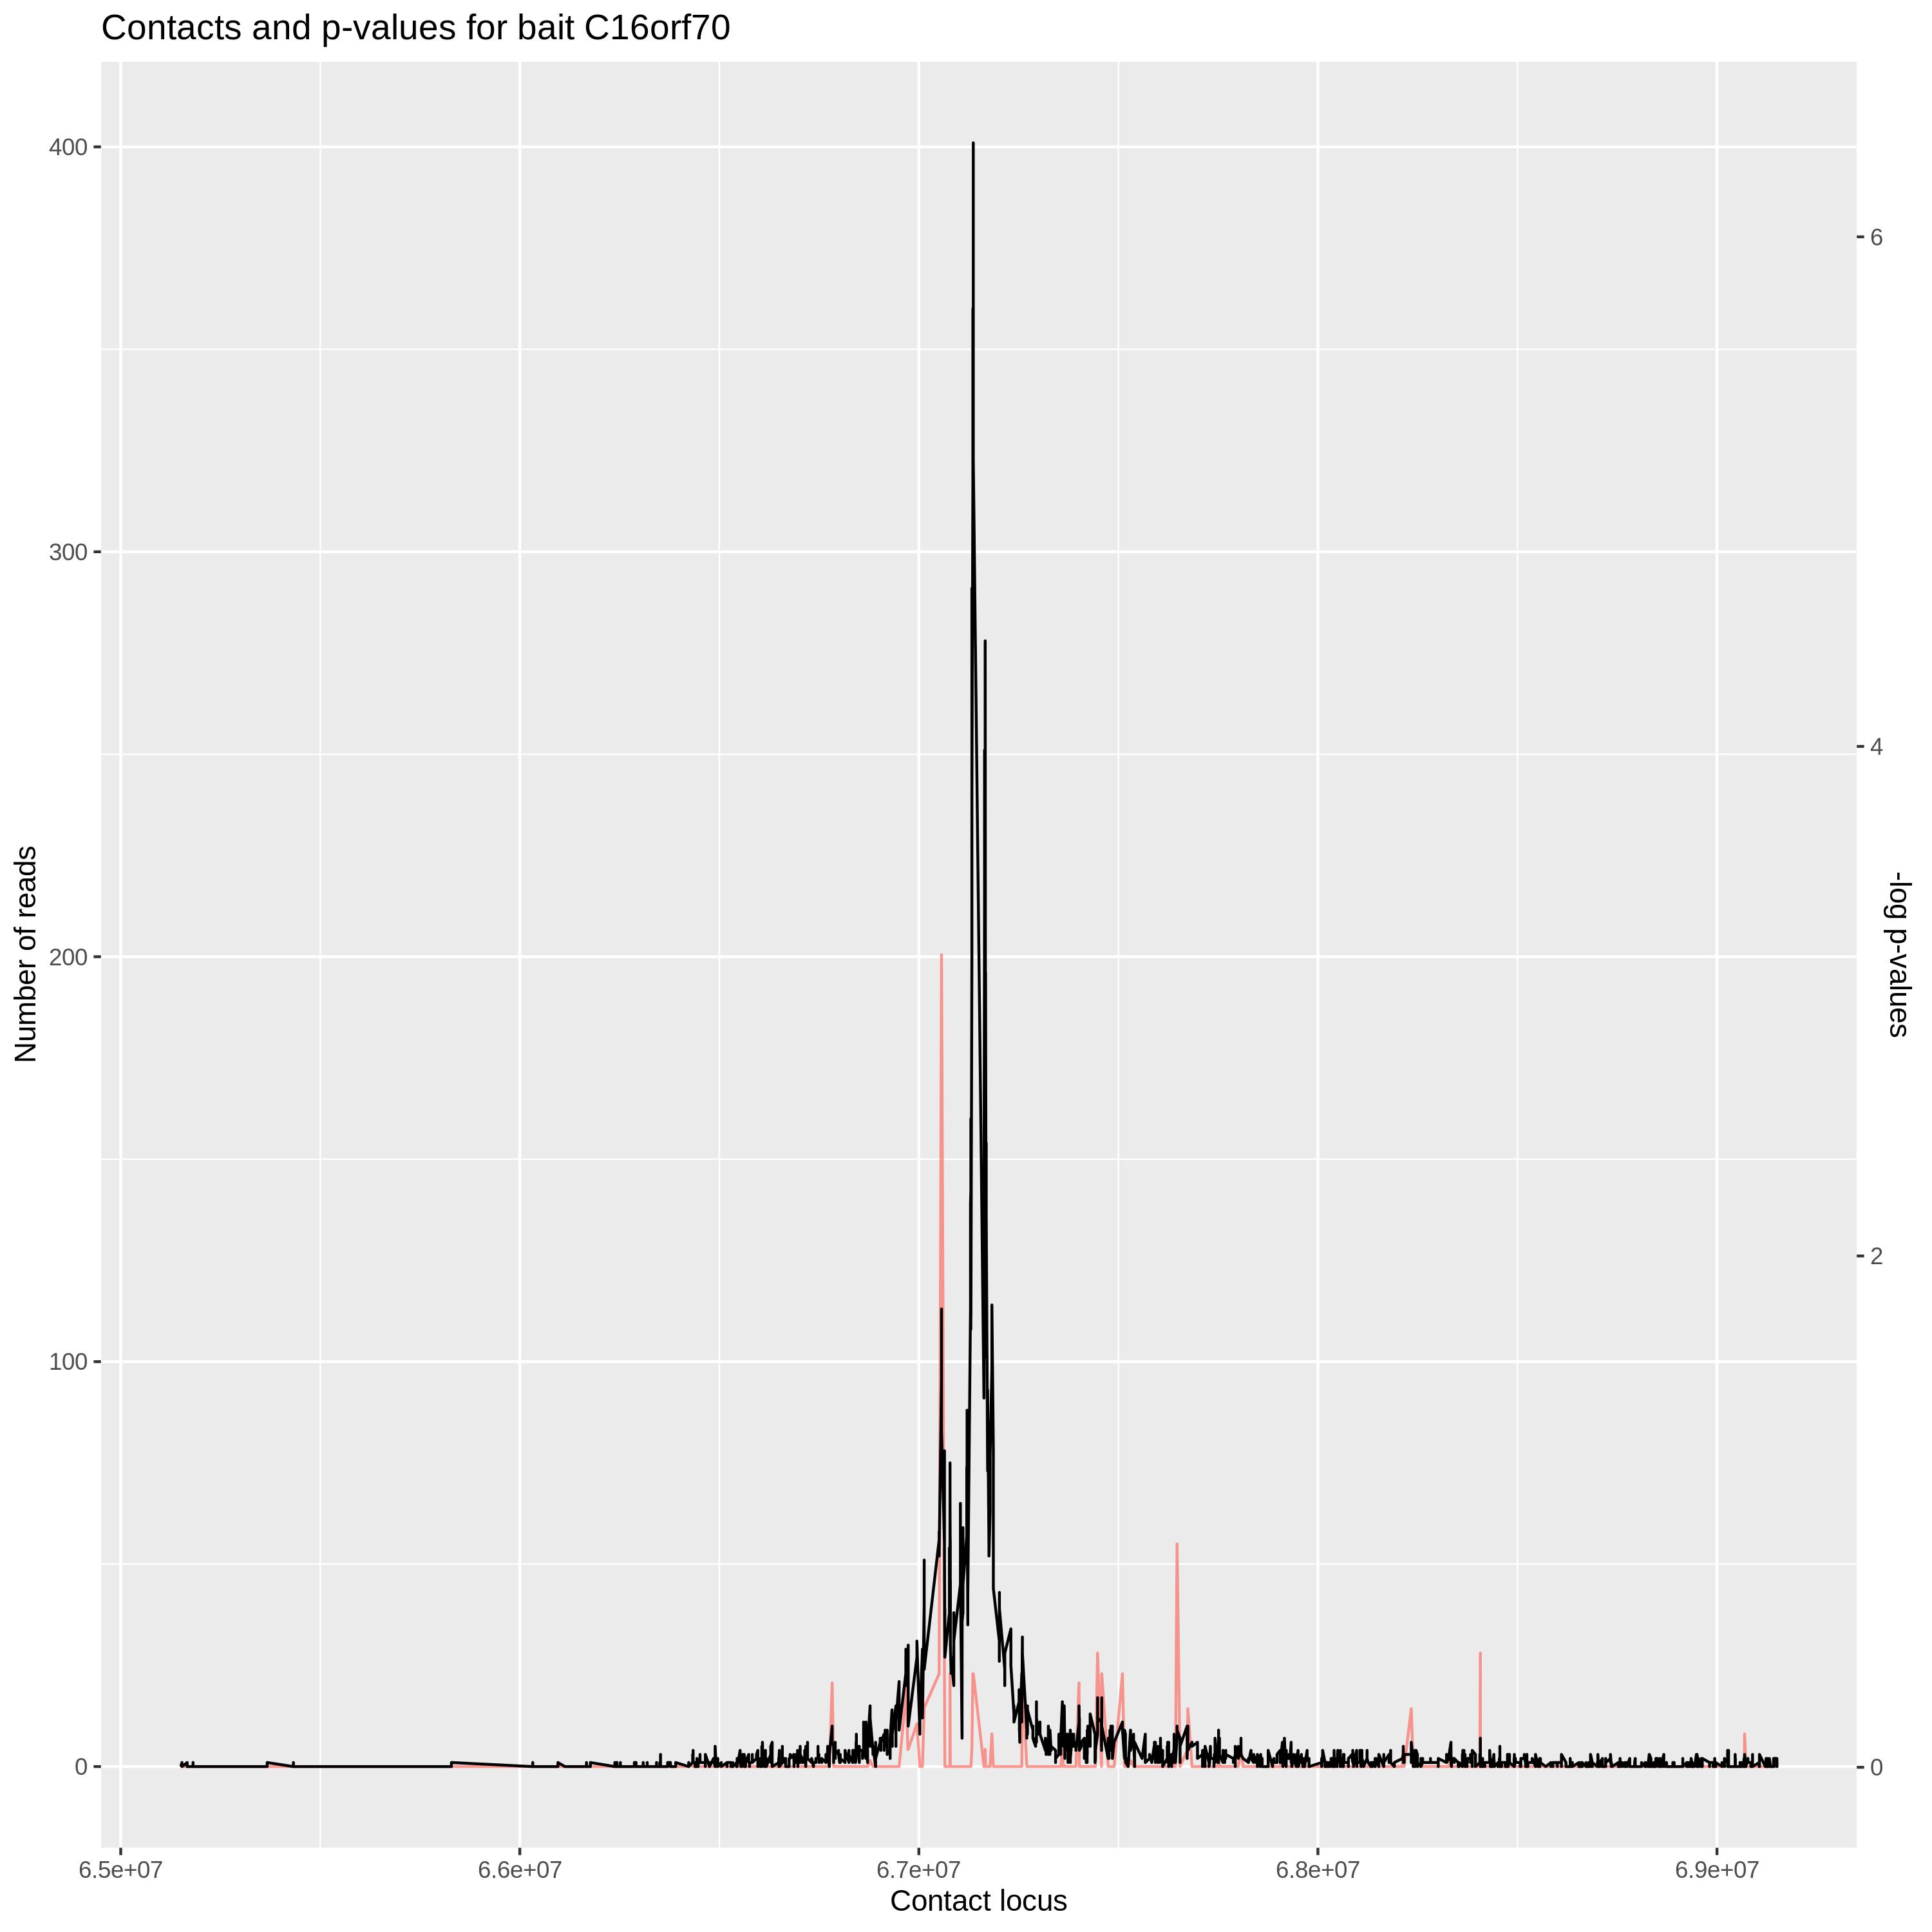 Contacts and p-values for bait C16orf70
400
300
200
100
0
Number of reads
6
4
2
0
-log p-values
6.5e+07
6.6e+07
6.7e+07
6.8e+07
6.9e+07
Contact locus